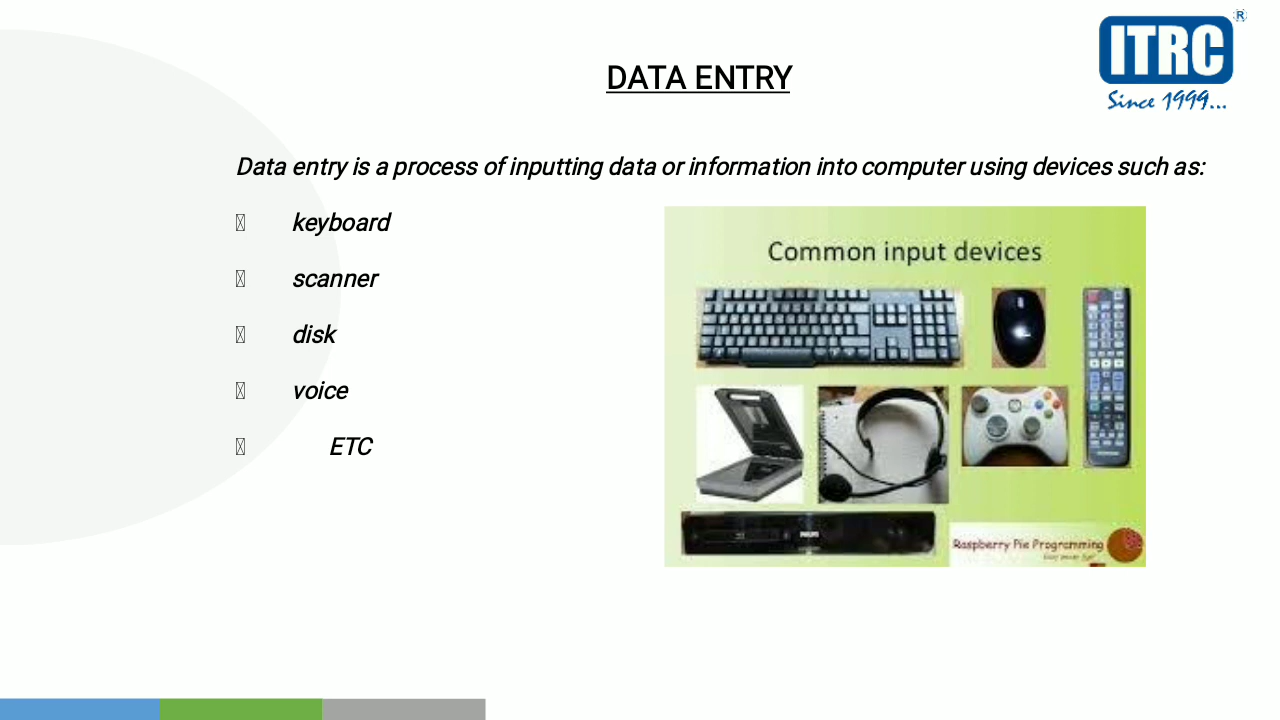 ITRC
®
Since 1999...
DATA ENTRY
Data entry is a process of inputting data or information into computer using devices such as:
keyboard
scanner
disk
voice
ETC
Common input devices
PHILIPS
Raspberry Pie Programming